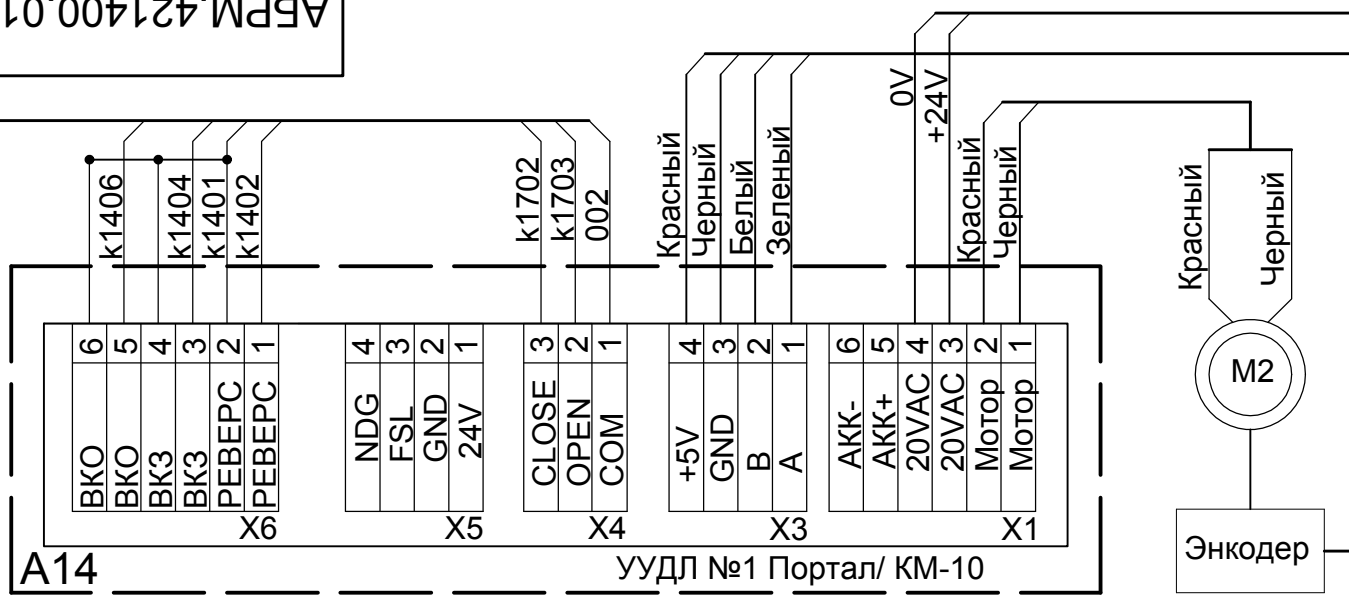 АБРМ.421400.01
k1406
k1404
k1401
k1402
k1702
k1703
002
Красный
Черный
Белый
Зеленый
0V
+24V
Красный
Черный
Красный
Черный
6
5
4
3
2
1
ВКО
ВКО
ВКЗ
ВКЗ
РЕВЕРС
РЕВЕРС
X6
4
3
2
1
NDG
FSL
GND
24V
X5
3
2
1
CLOSE
OPEN
COM
X4
4
3
2
1
+5V
GND
B
A
X3
6
5
4
3
2
1
АКК-
АКК+
20VAC
20VAC
Мотор
Мотор
X1
М2
Энкодер
А14
УУДЛ №1 Портал/ КМ-10